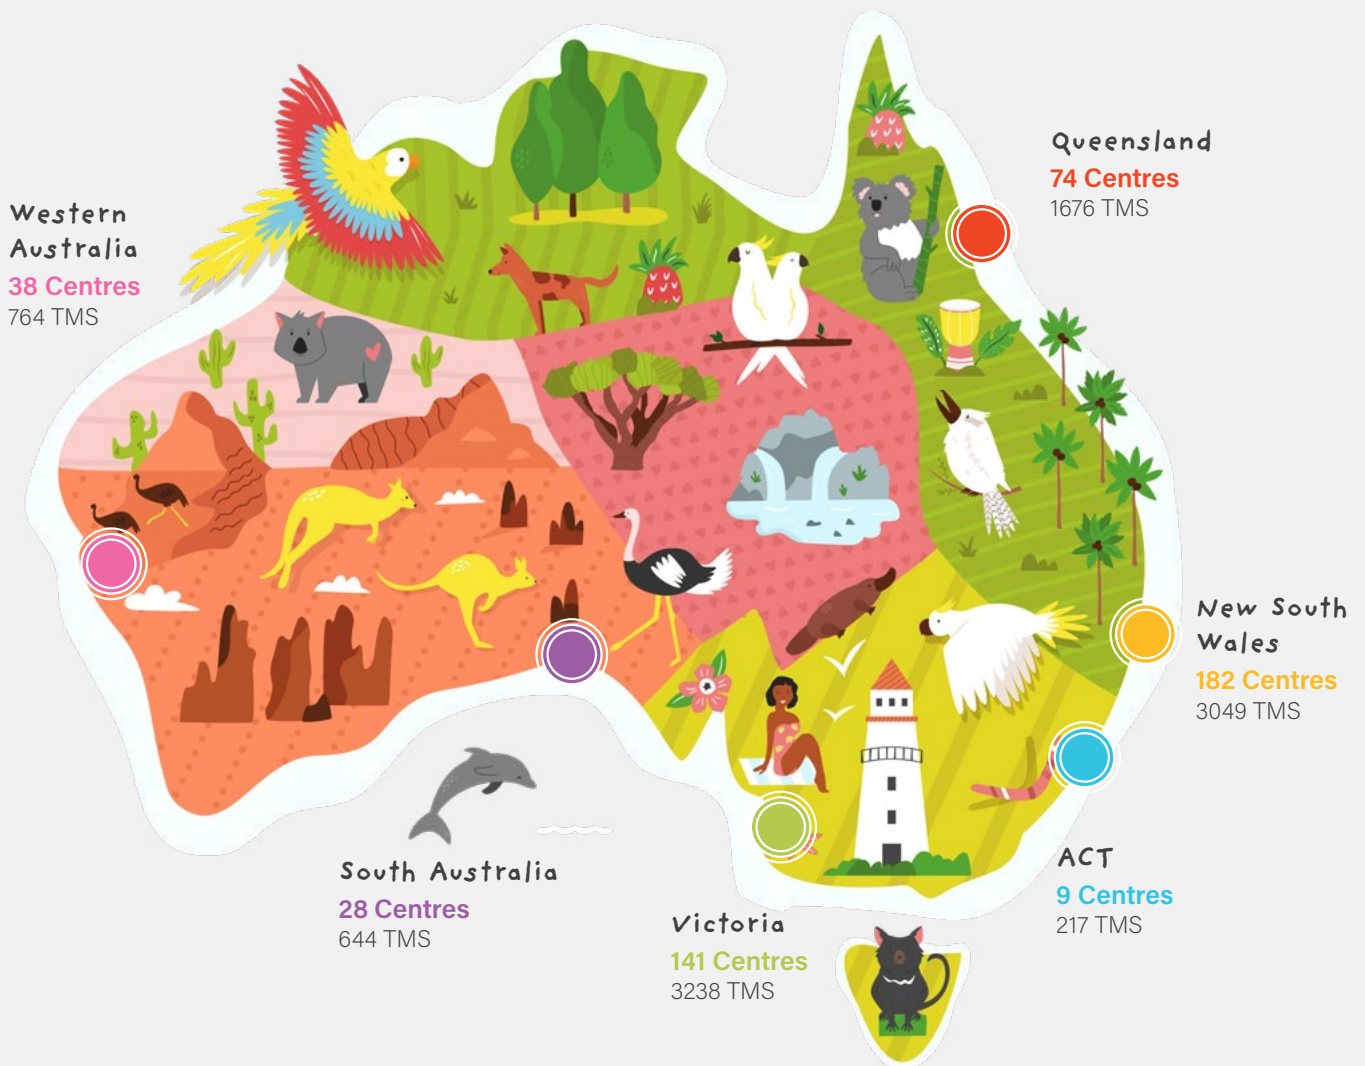 Queensland
74 Centres
1676 TMS
Western
Australia
38 Centres
764 TMS
New South
Wales
182 Centres
3049 TMS
ACT
9 Centres
217 TMS
South Australia
28 Centres
644 TMS
Victoria
141 Centres
3238 TMS